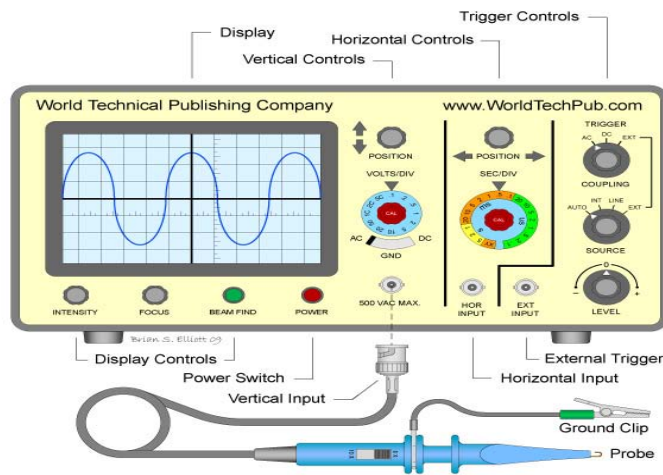 Trigger Controls
Display
Horizontal Controls
Vertical Controls
World Technical Publishing Company
www.WorldTechPub.com
TRIGGER
AC DC EXT
COUPLING
POSITION
POSITION
VOLTS/DIV
SEC/DIV
CAL
CAL
AC DC
GND
AUTO INT LINE EXT
SOURCE
0
- +
LEVEL
INTENSITY
FOCUS
BEAM FIND
POWER
500 VAC MAX.
HOR
INPUT
EXT
INPUT
Brian S. Elliott 09
Display Controls
Power Switch
Vertical Input
External Trigger
Horizontal Input
Ground Clip
Probe